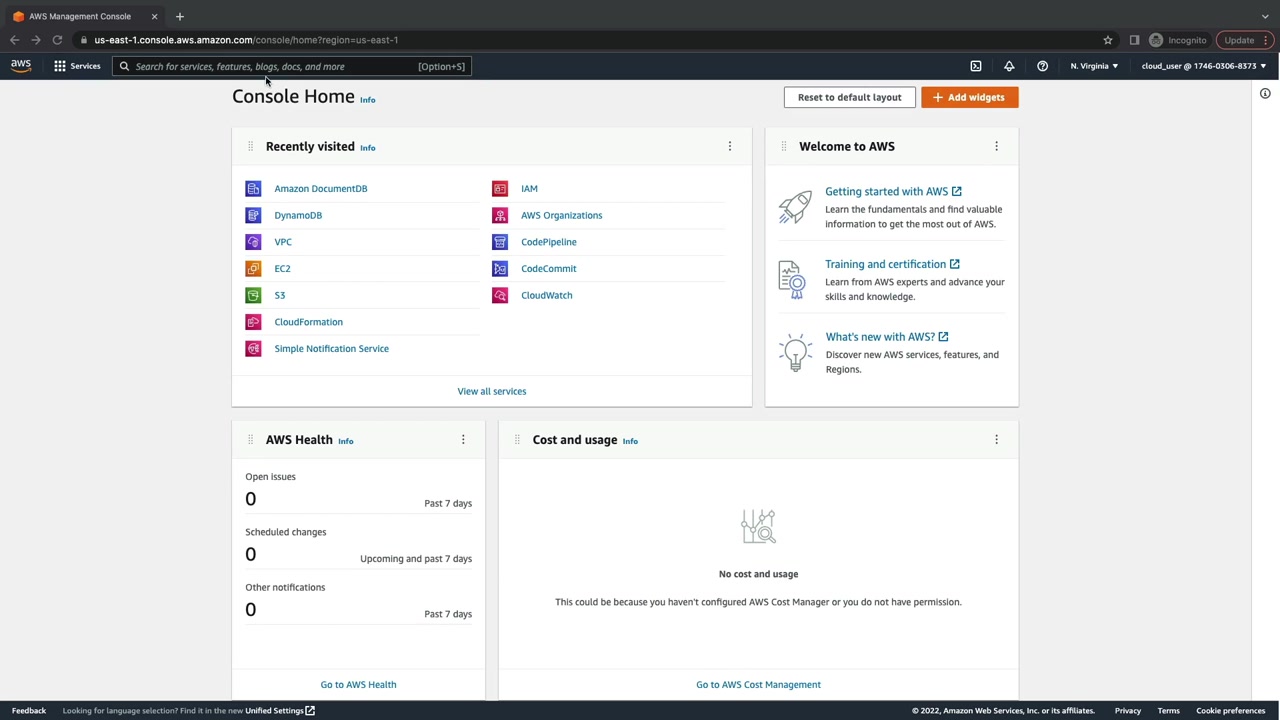 AWS Management Console
us-east-1.console.aws.amazon.com/console/home?region=us-east-1
Incognito
Update
aws
Services
Search for services, features, blogs, docs, and more
[Option+S]
N. Virginia
cloud_user @ 1746-0306-8373
Console Home Info
Reset to default layout
Add widgets
Recently visited Info
Amazon DocumentDB
DynamoDB
VPC
EC2
S3
CloudFormation
Simple Notification Service
IAM
AWS Organizations
CodePipeline
CodeCommit
CloudWatch
View all services
Welcome to AWS
Getting started with AWS
Learn the fundamentals and find valuable
information to get the most out of AWS.
Training and certification
Learn from AWS experts and advance your
skills and knowledge.
What's new with AWS?
Discover new AWS services, features, and
Regions.
AWS Health Info
Open issues
0
Past 7 days
Scheduled changes
0
Upcoming and past 7 days
Other notifications
0
Past 7 days
Go to AWS Health
Cost and usage Info
No cost and usage
This could be because you haven't configured AWS Cost Manager or you do not have permission.
Go to AWS Cost Management
Feedback
Looking for language selection? Find it in the new Unified Settings
© 2022, Amazon Web Services, Inc. or its affiliates.
Privacy
Terms
Cookie preferences